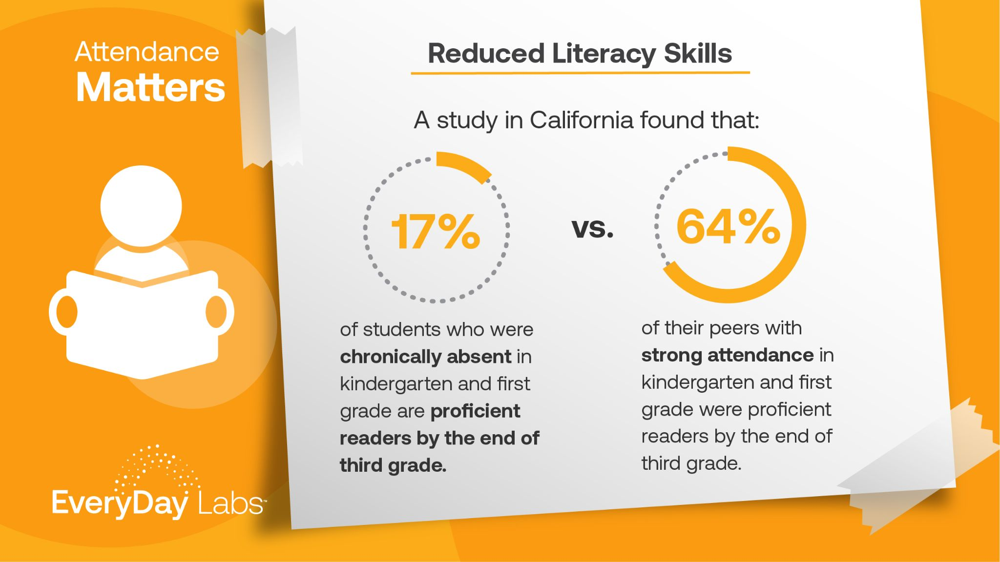 Attendance
Matters
Reduced Literacy Skills
A study in California found that:
17%
vs.
64%
of students who were
chronically absent in
kindergarten and first
grade are proficient
readers by the end of
third grade.
of their peers with
strong attendance in
kindergarten and first
grade were proficient
readers by the end of
third grade.
EveryDay Labs™